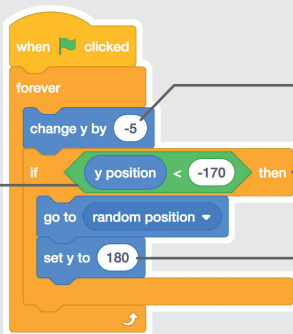 when clicked
forever
change y by -5
if y position < -170 then
go to random position
set y to 180